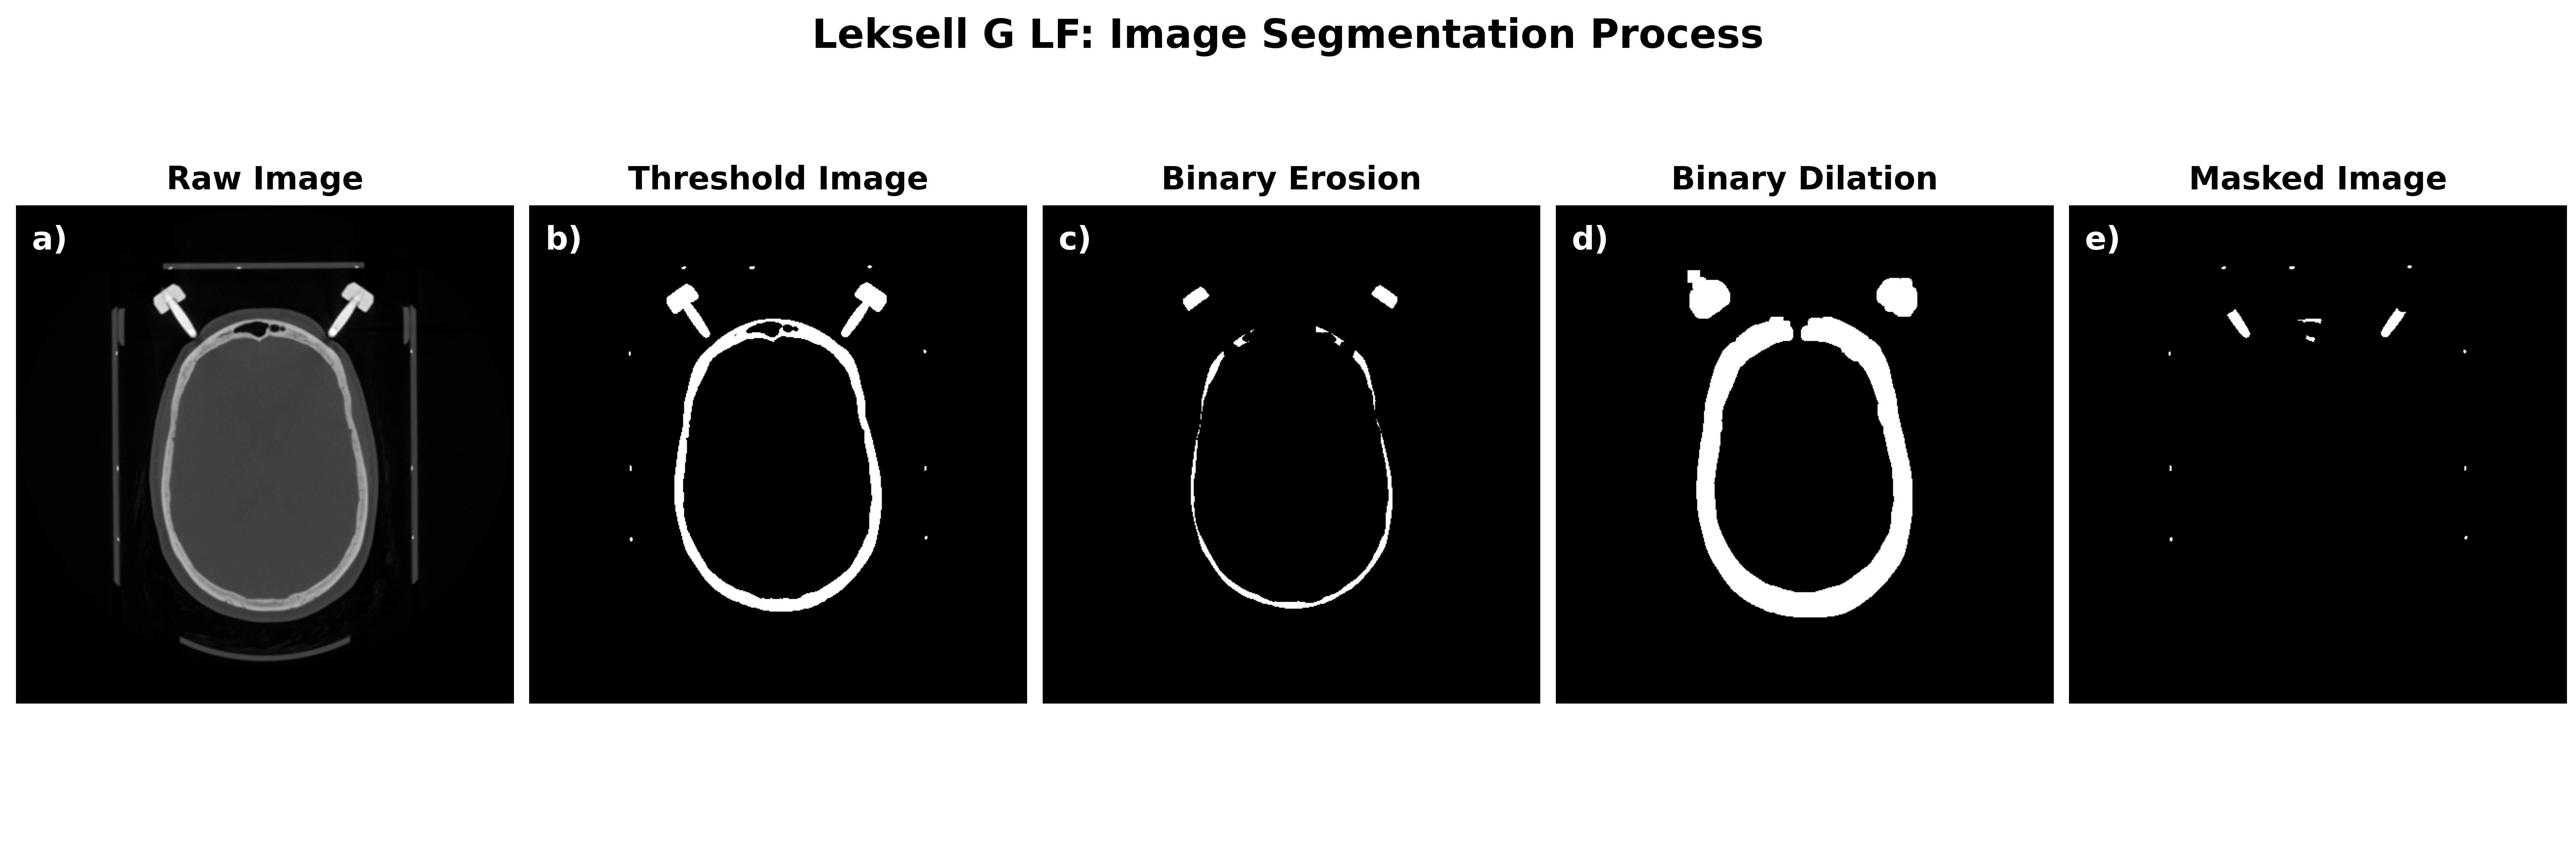 Leksell G LF: Image Segmentation Process
Raw Image
Threshold Image
Binary Erosion
Binary Dilation
Masked Image
a)
b)
c)
d)
e)